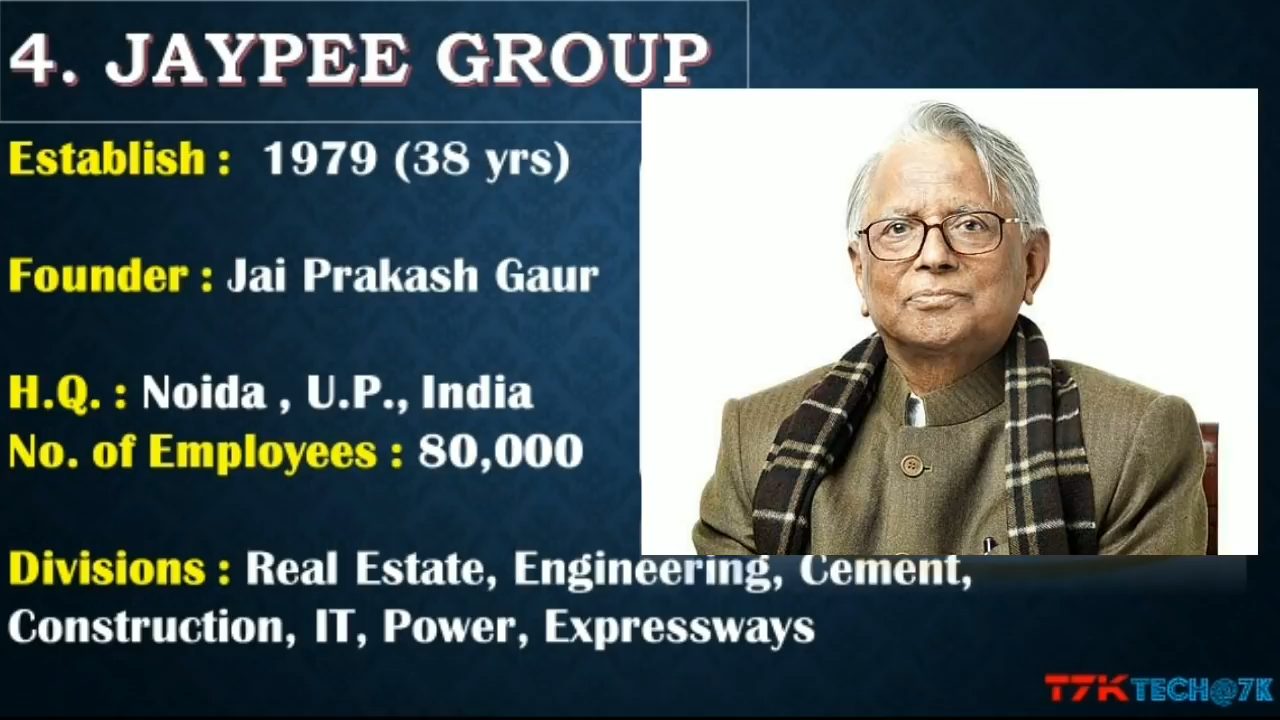 4. JAYPEE GROUP
Establish : 1979 (38 yrs)
Founder : Jai Prakash Gaur
H.Q. : Noida , U.P., India
No. of Employees : 80,000
Divisions : Real Estate, Engineering, Cement,
Construction, IT, Power, Expressways
T7K TECH@7K